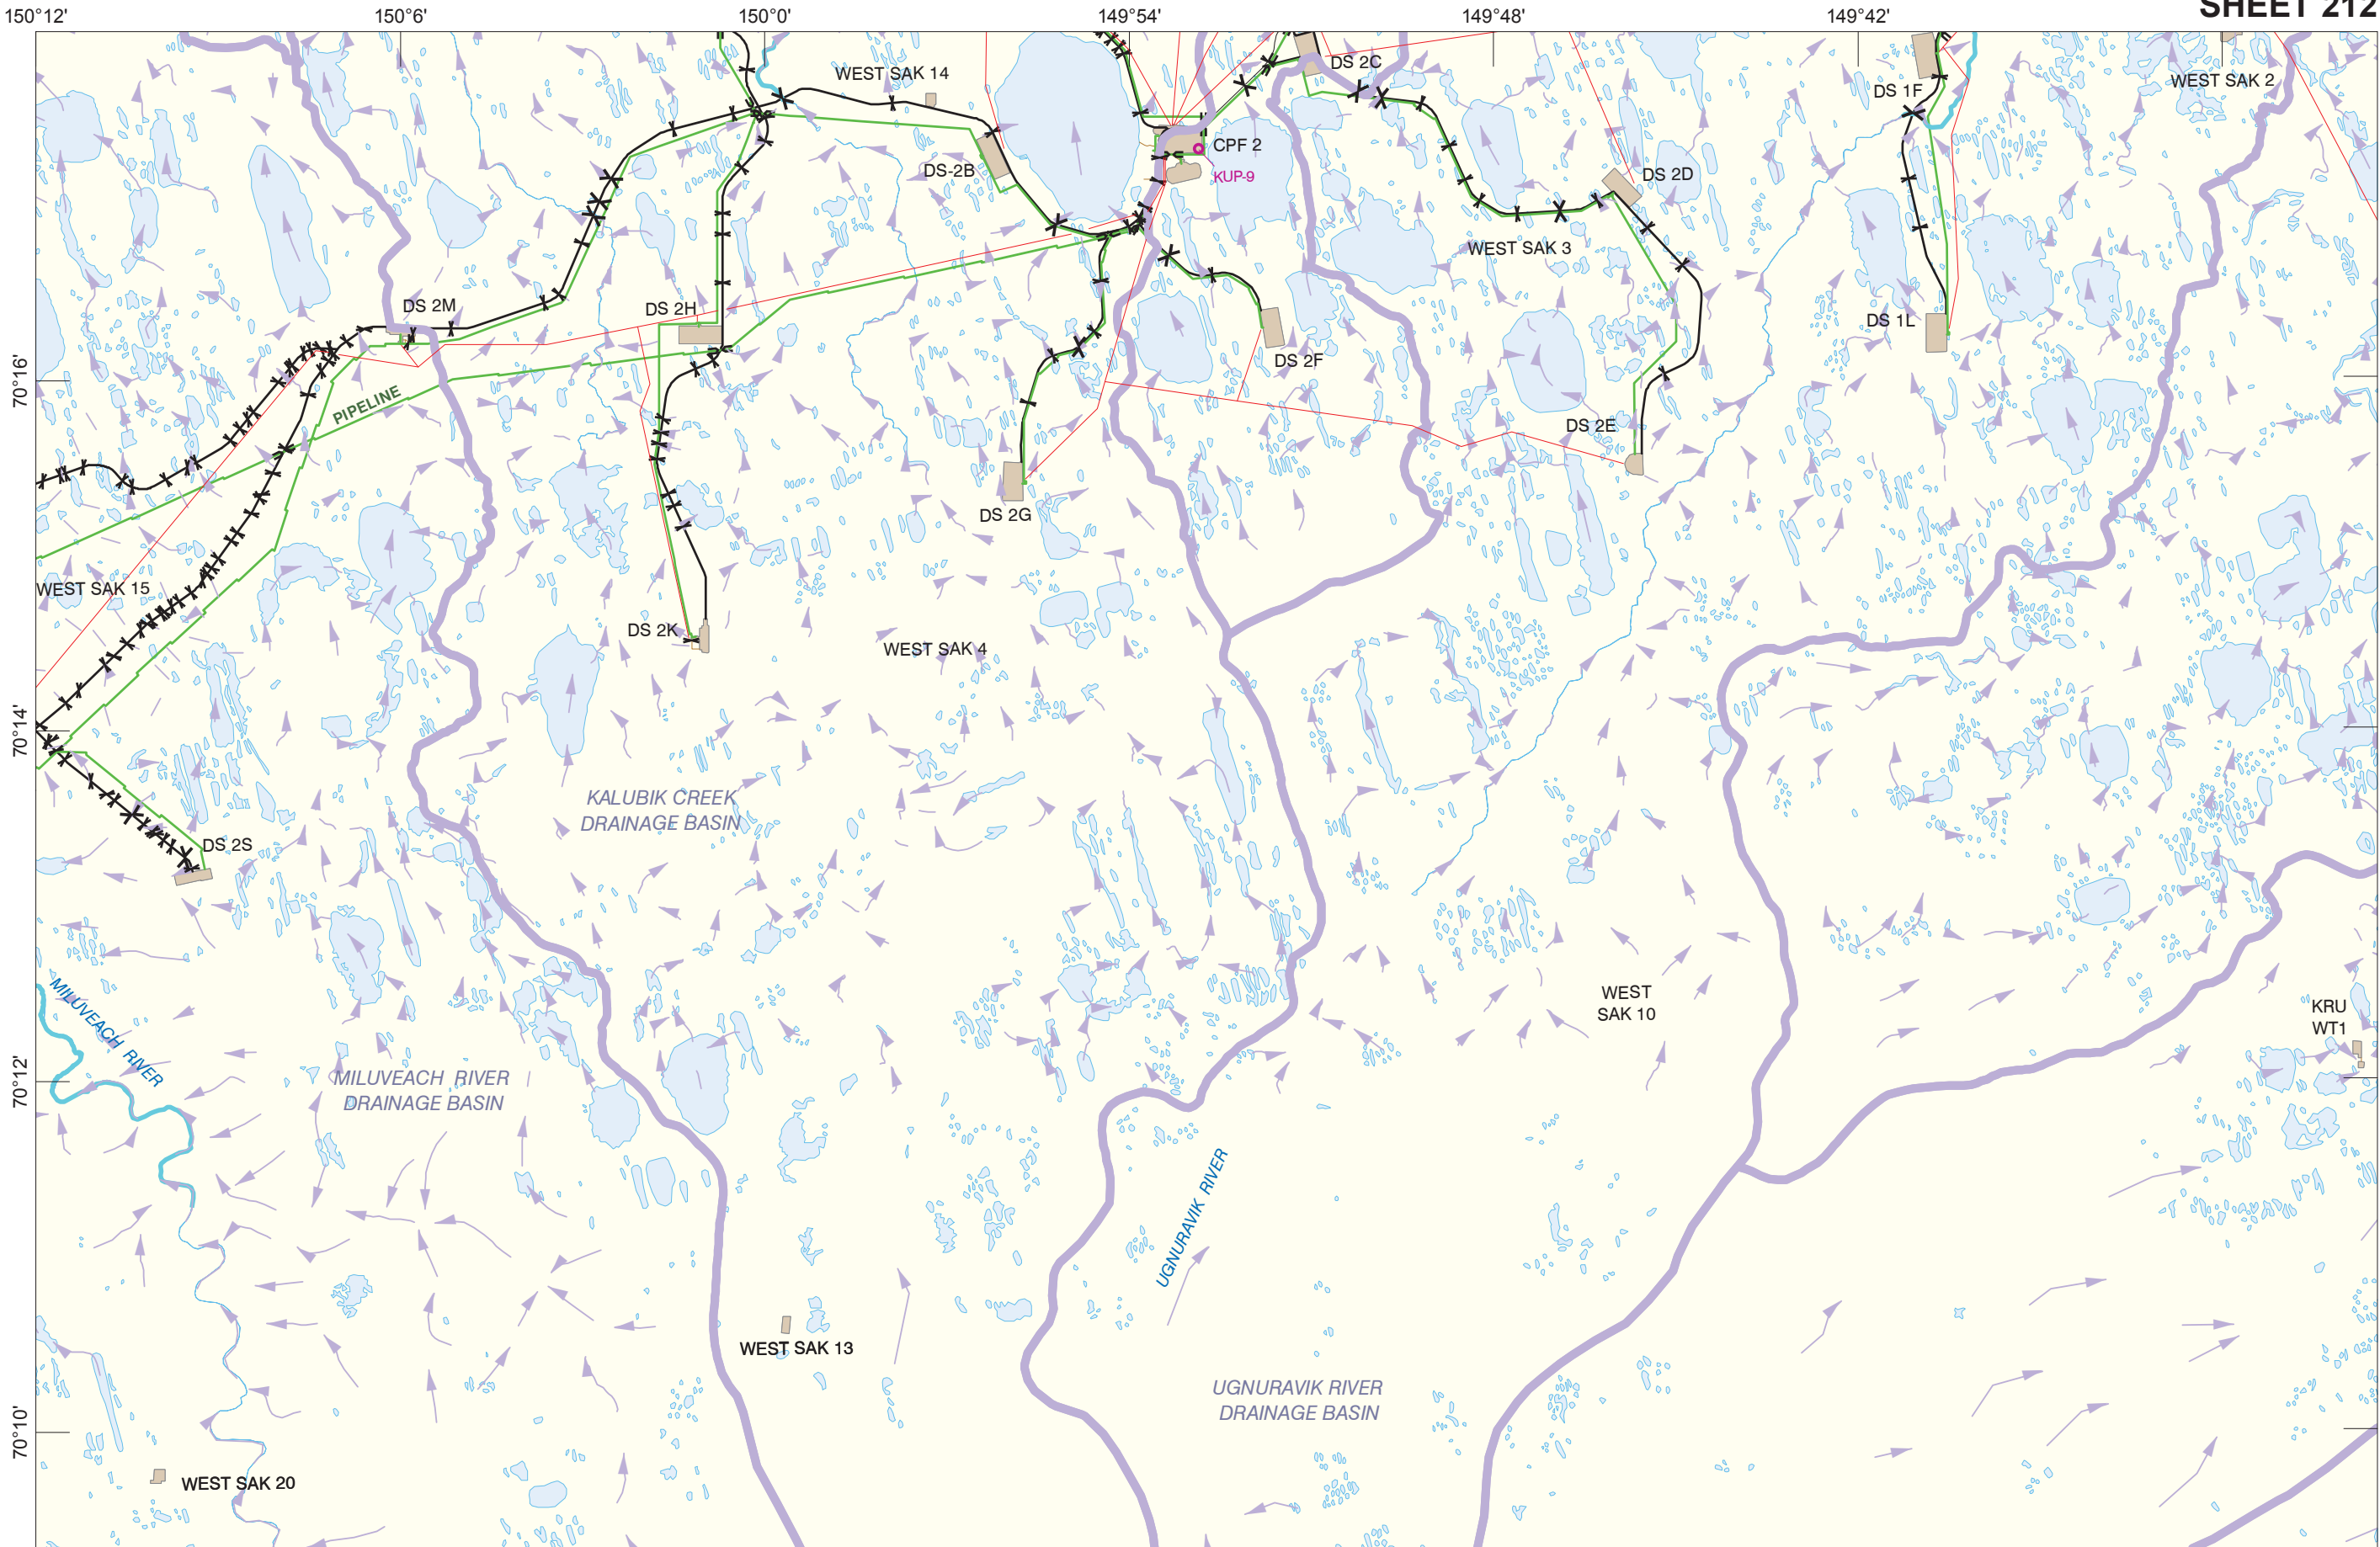 SHEET 212
150°12'
150°6'
150°0'
149°54'
149°48'
149°42'
WEST SAK 14
DS 2C
DS 1F
WEST SAK 2
CPF 2
DS-2B
KUP-9
DS 2D
WEST SAK 3
DS 2M
DS 2H
DS 1L
DS 2F
70°16'
PIPELINE
DS 2E
DS 2G
WEST SAK 15
DS 2K
WEST SAK 4
70°14'
KALUBIK CREEK
DRAINAGE BASIN
DS 2S
MILUVEACH RIVER
WEST
SAK 10
KRU
WT1
70°12'
MILUVEACH RIVER
DRAINAGE BASIN
UGNURAVIK RIVER
WEST SAK 13
UGNURAVIK RIVER
DRAINAGE BASIN
70°10'
WEST SAK 20